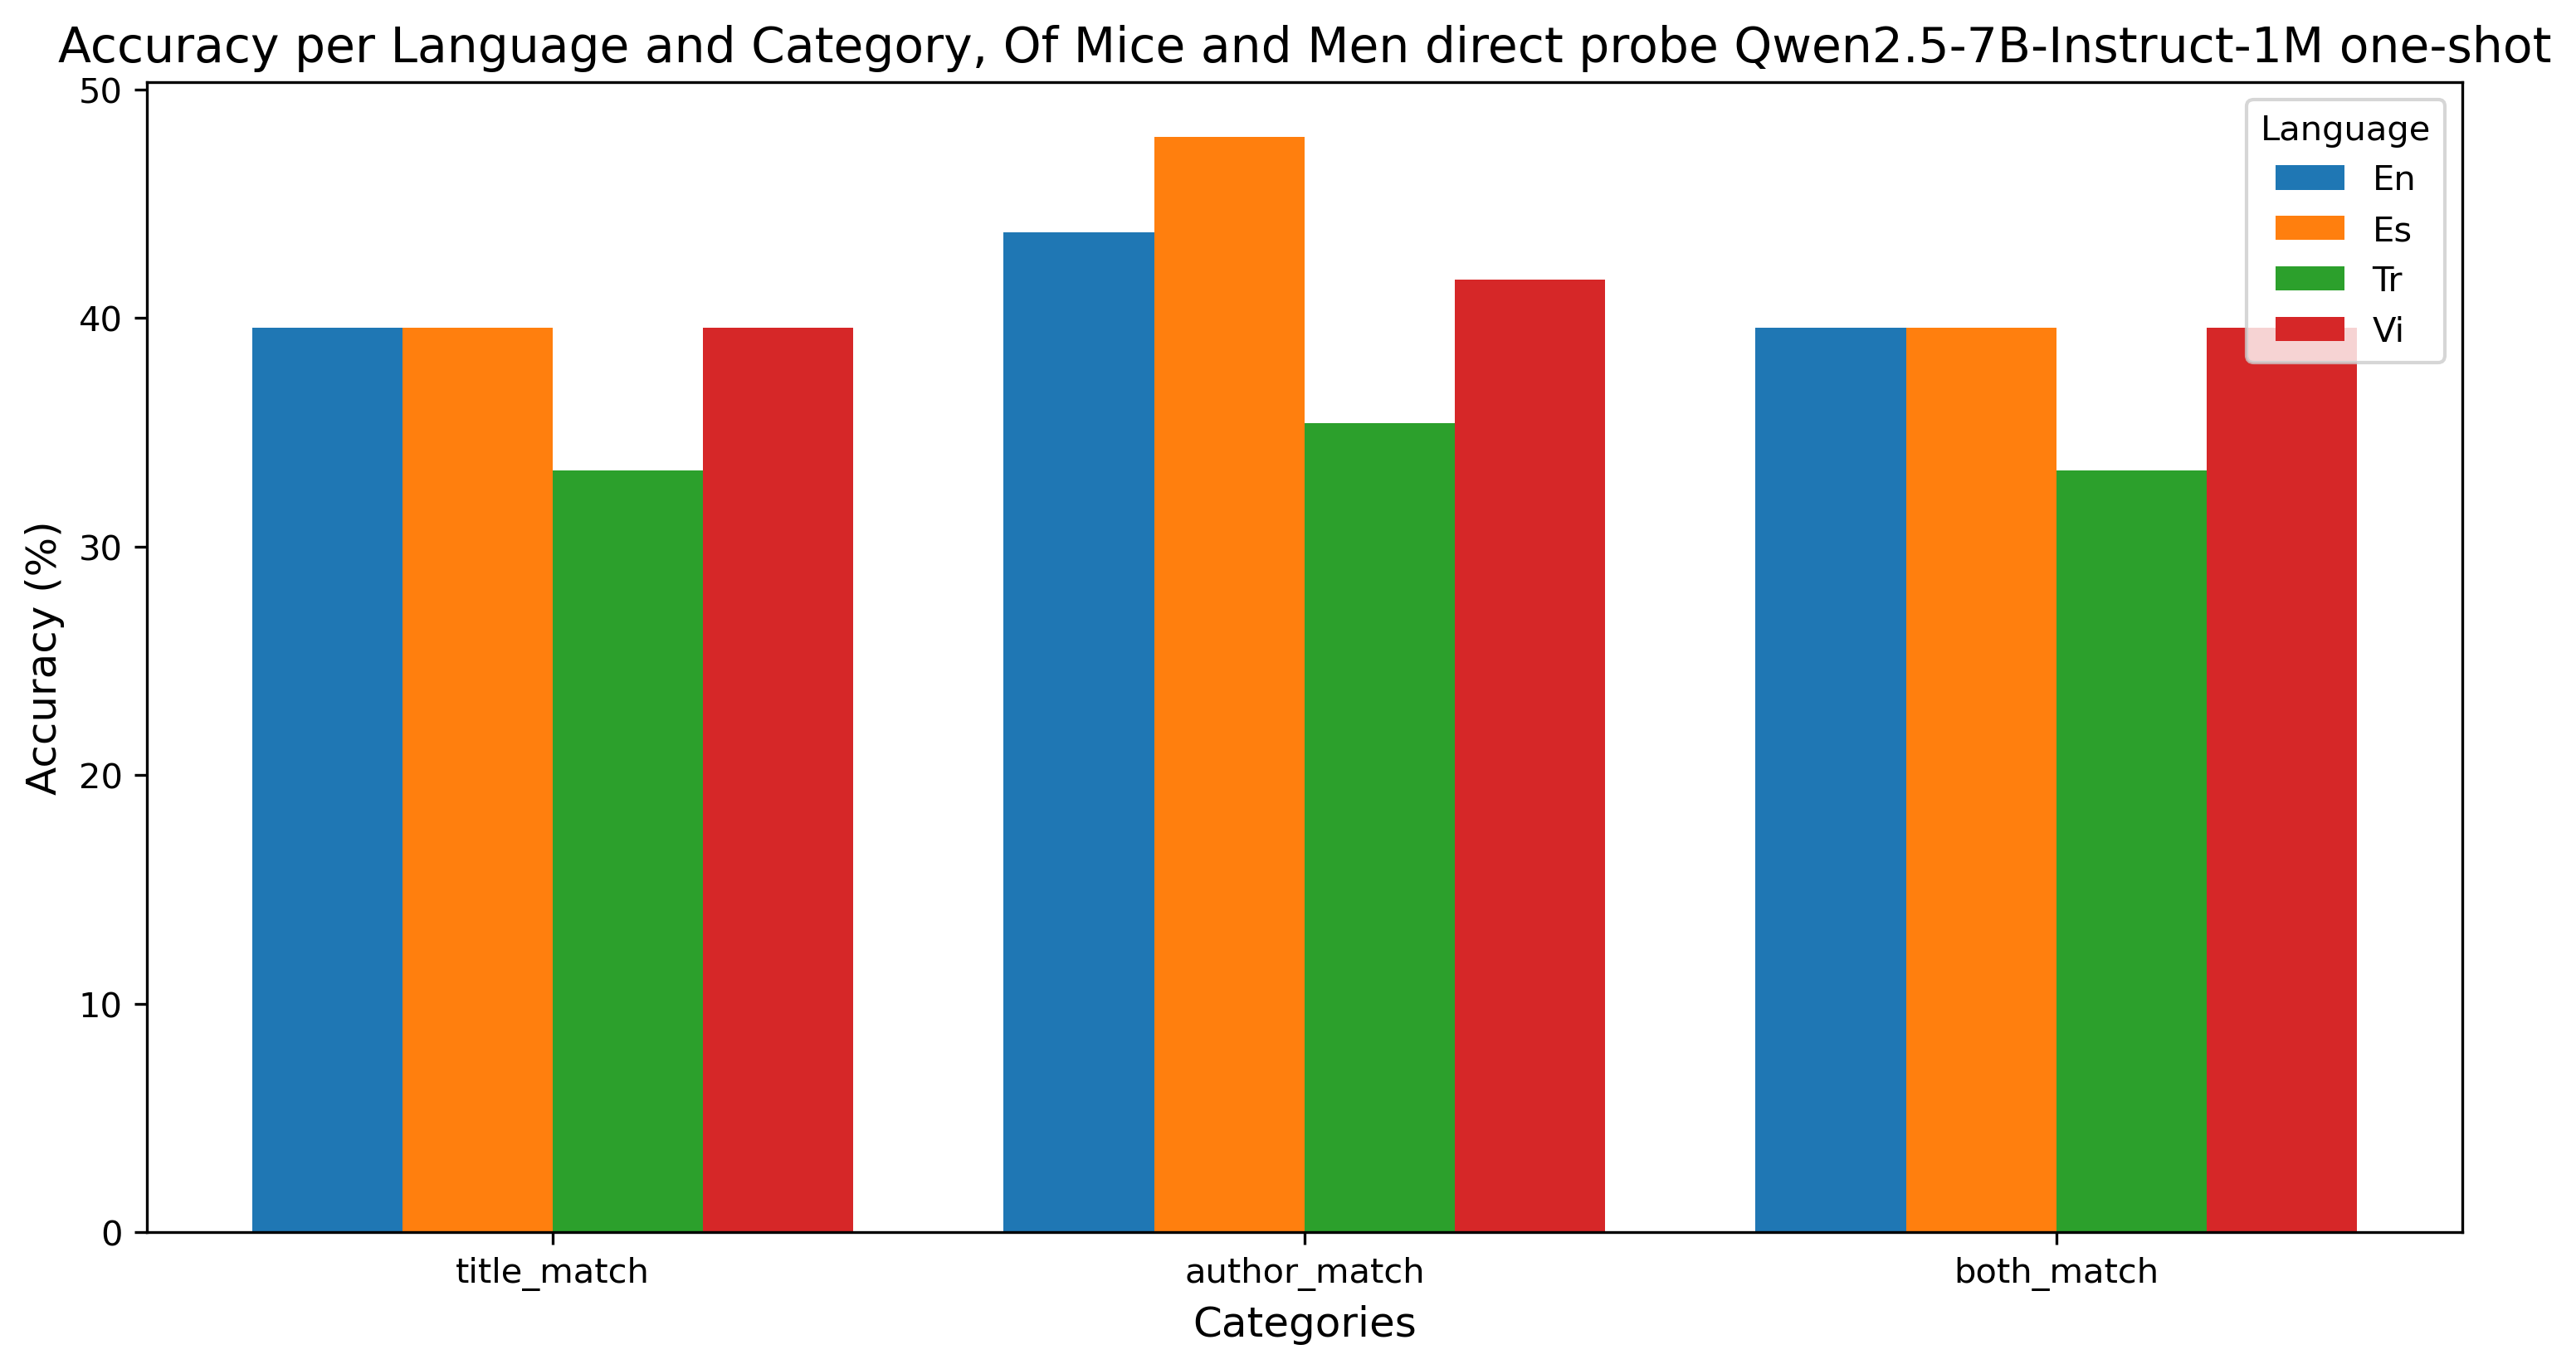 Accuracy per Language and Category, Of Mice and Men direct probe Qwen2.5-7B-Instruct-1M one-shot
Accuracy (%)
50
40
30
20
10
0
Language
En
Es
Tr
Vi
title_match
author_match
both_match
Categories